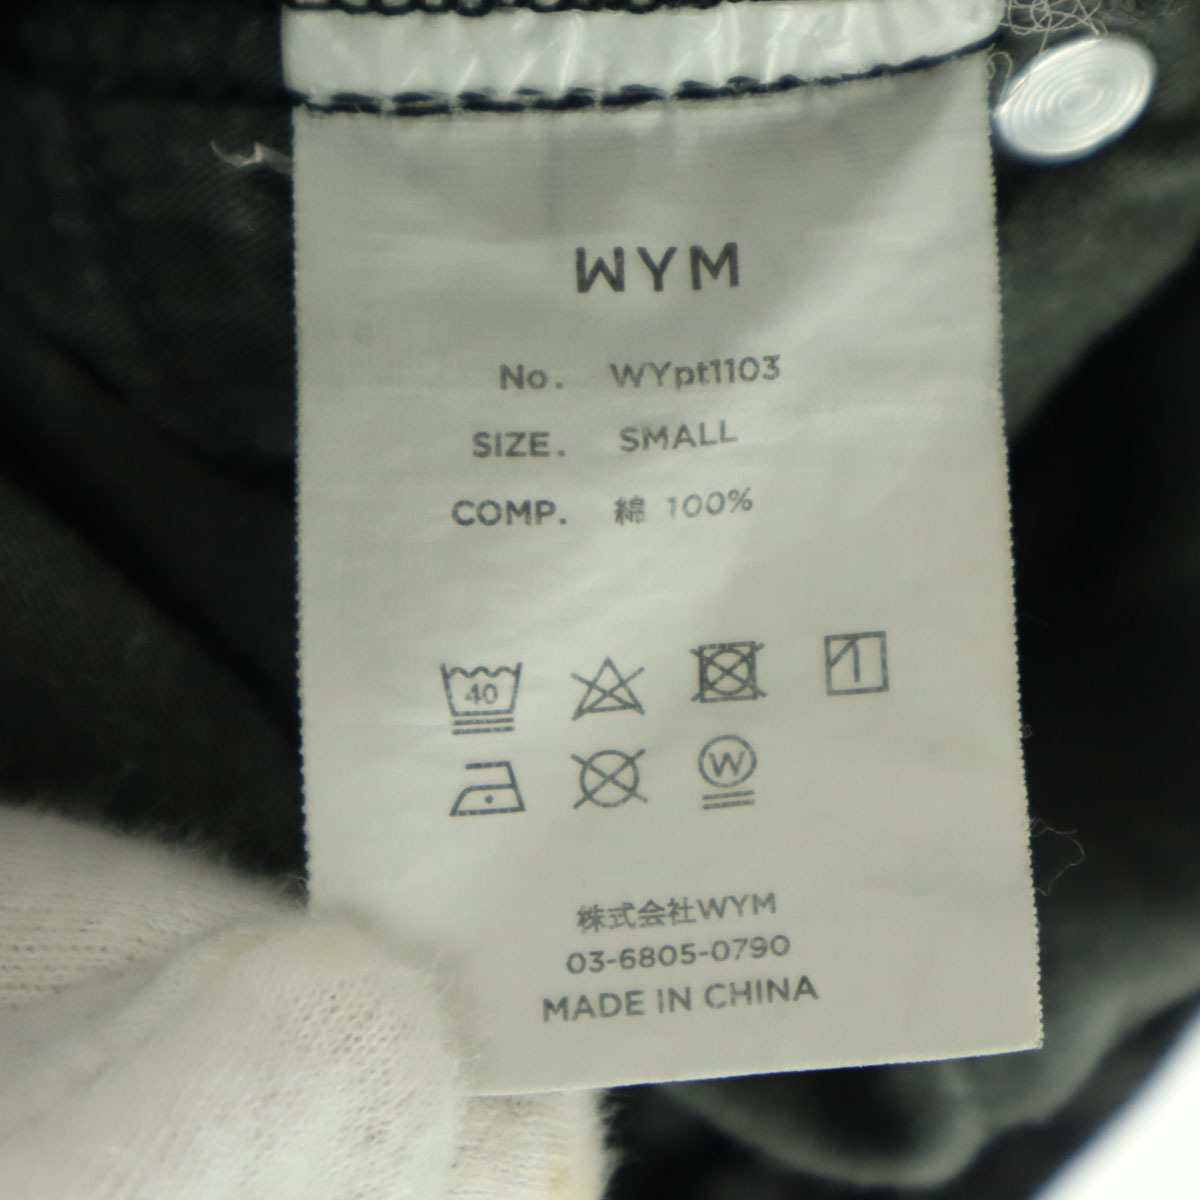 WYM
No. WYpt1103
SIZE. SMALL
COMP. 綿 100%
40
W
株式会社WYM
03-6805-0790
MADE IN CHINA